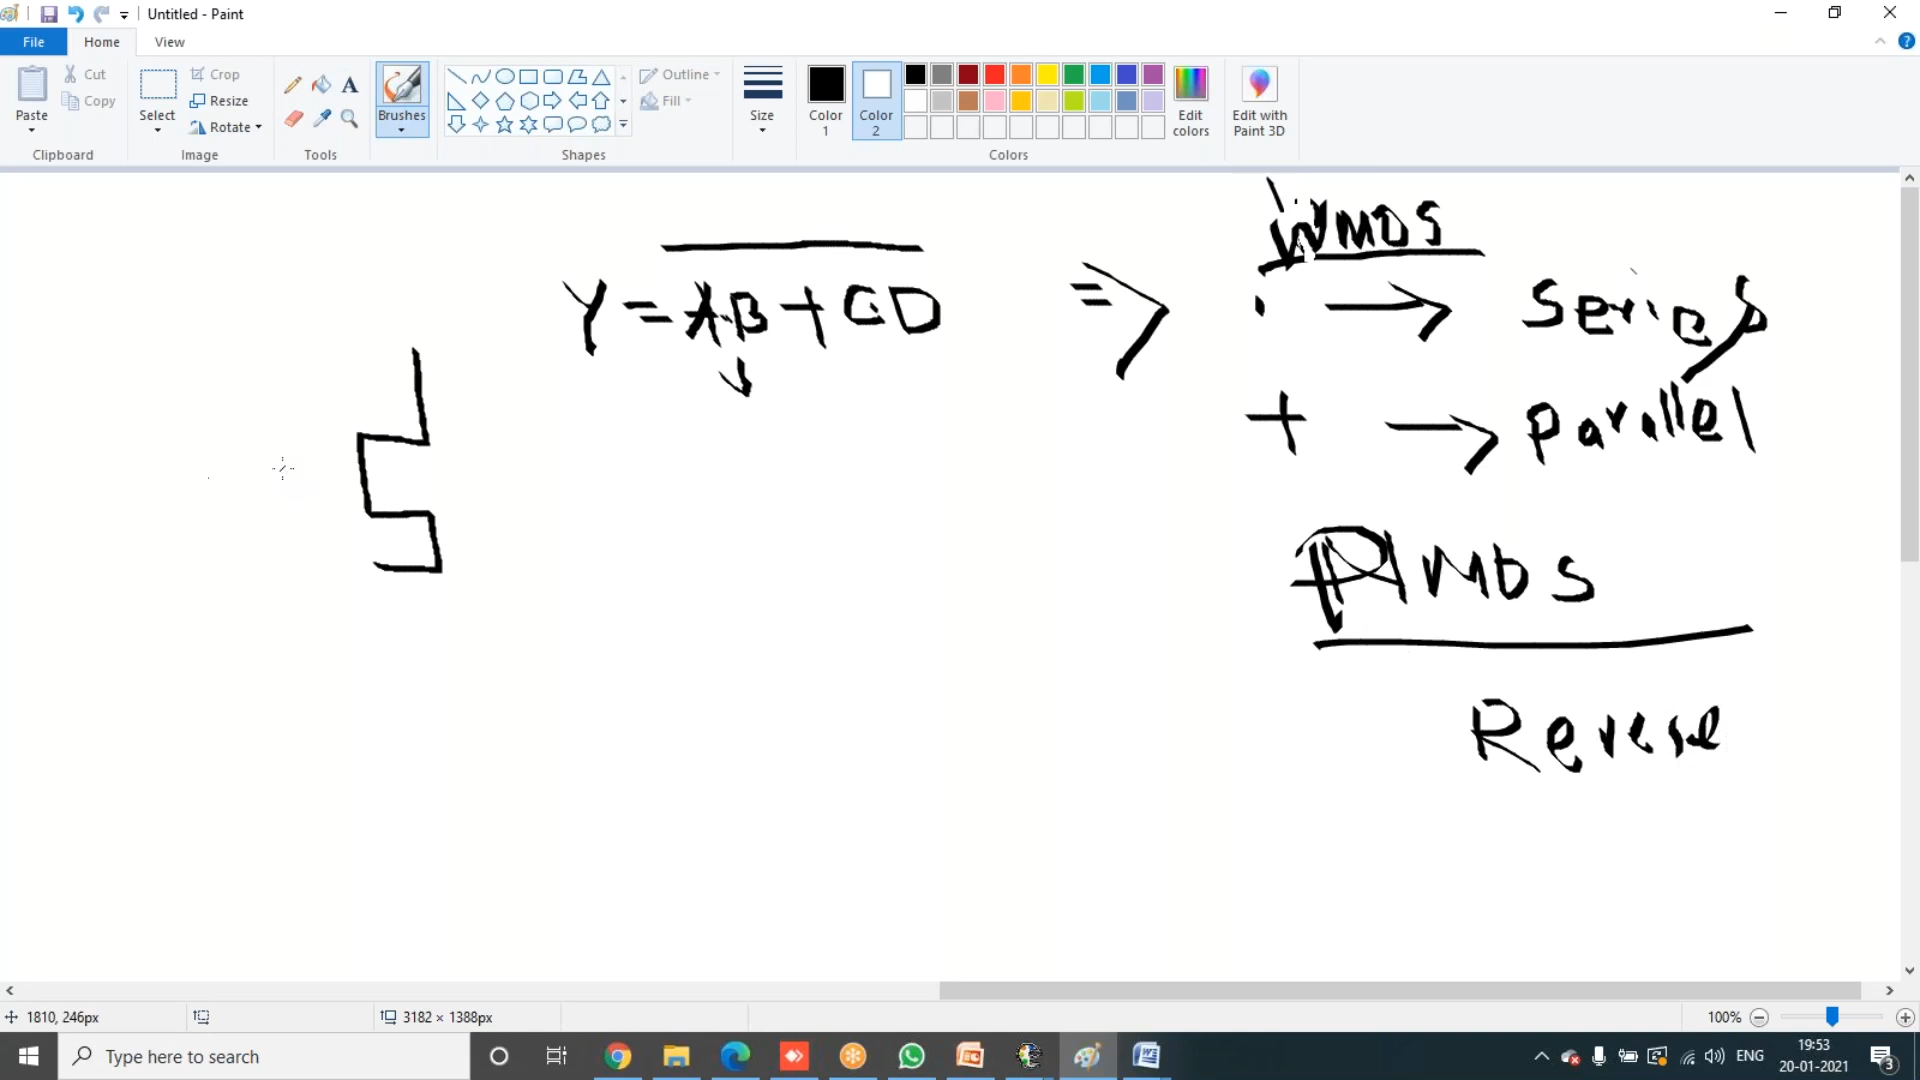 Untitled - Paint
File Home View
Paste Cut Copy Select Crop Resize Rotate Brushes Outline Fill Size Color 1 Color 2 Edit colors Edit with Paint 3D
Clipboard Image Tools Shapes Colors
NMOS
Y = A.B + CD => . → Series
+ → Parallel
PMOS
Reverse
1810, 246px 3182 × 1388px 100%
Type here to search ENG 19:53
20-01-2021 3